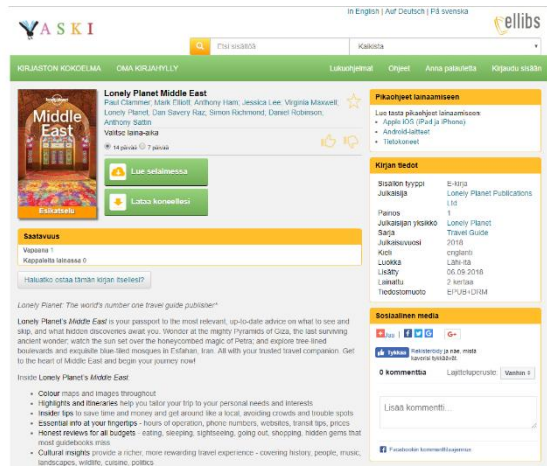 In English | Auf Deutsch | På svenska
VASKI
ellibs
Etsi sisältöä
Kaikista
KIRJASTON KOKOELMA
OMA KIRJAHYLLY
Lukuohjelmat
Ohjeet
Anna palautetta
Kirjaudu sisään
Middle
East
Esikatselu
Lonely Planet Middle East
Paul Clammer; Mark Elliott; Anthony Ham; Jessica Lee; Virginia Maxwell;
Lonely Planet; Dan Savery Raz; Simon Richmond; Daniel Robinson;
Anthony Sattin
Valitse laina-aika
14 päivää 7 päivää
Lue selaimessa
Lataa koneellesi
Saatavuus
Vapaana 1
Kappaleita lainassa 0
Haluatko ostaa tämän kirjan itsellesi?
Lonely Planet: The world's number one travel guide publisher*
Lonely Planet's Middle East is your passport to the most relevant, up-to-date advice on what to see and
skip, and what hidden discoveries await you. Wonder at the mighty Pyramids of Giza, the last surviving
ancient wonder; watch the sun set over the honeycombed magic of Petra; and explore tree-lined
boulevards and exquisite blue-tiled mosques in Esfahan, Iran. All with your trusted travel companion. Get
to the heart of Middle East and begin your journey now!
Inside Lonely Planet's Middle East:
Colour maps and images throughout
Highlights and itineraries help you tailor your trip to your personal needs and interests
Insider tips to save time and money and get around like a local, avoiding crowds and trouble spots
Essential info at your fingertips - hours of operation, phone numbers, websites, transit tips, prices
Honest reviews for all budgets - eating, sleeping, sightseeing, going out, shopping, hidden gems that
most guidebooks miss
Cultural insights provide a richer, more rewarding travel experience - covering history, people, music,
landscapes, wildlife, cuisine, politics
Pikaohjeet lainaamiseen
Lue tästä pikaohjeet lainaamiseen:
Apple iOS (iPad ja iPhone)
Android-laitteet
Tietokoneet
Kirjan tiedot
Sisällön tyyppi E-kirja
Julkaisija Lonely Planet Publications
Ltd
Painos 1
Julkaisijan yksikkö Lonely Planet
Sarja Travel Guide
Julkaisuvuosi 2018
Kieli englanti
Luokka Lähi-itä
Lisätty 06.09.2018
Lainattu 2 kertaa
Tiedostomuoto EPUB+DRM
Sosiaalinen media
Jaa
G+
Tykkää Rekisteröidy ja näe, mistä
kaverisi tykkäävät.
0 kommenttia
Lajitteluperuste: Vanhin
Lisää kommentti...
Facebookin kommenttilaajennus